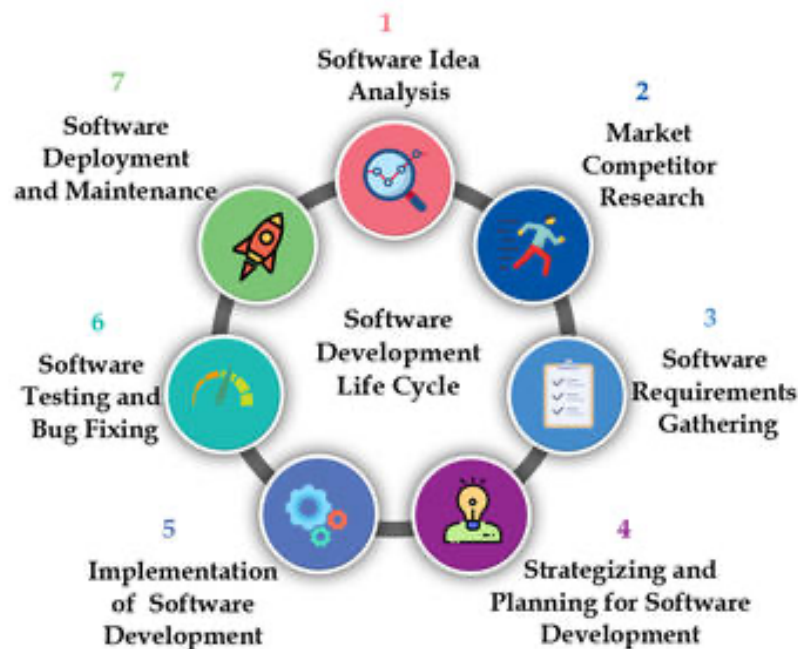 1
Software Idea
Analysis
2
Market
Competitor
Research
3
Software
Requirements
Gathering
4
Strategizing and
Planning for Software
Development
5
Implementation
of Software
Development
6
Software
Testing and
Bug Fixing
7
Software
Deployment
and Maintenance
Software
Development
Life Cycle